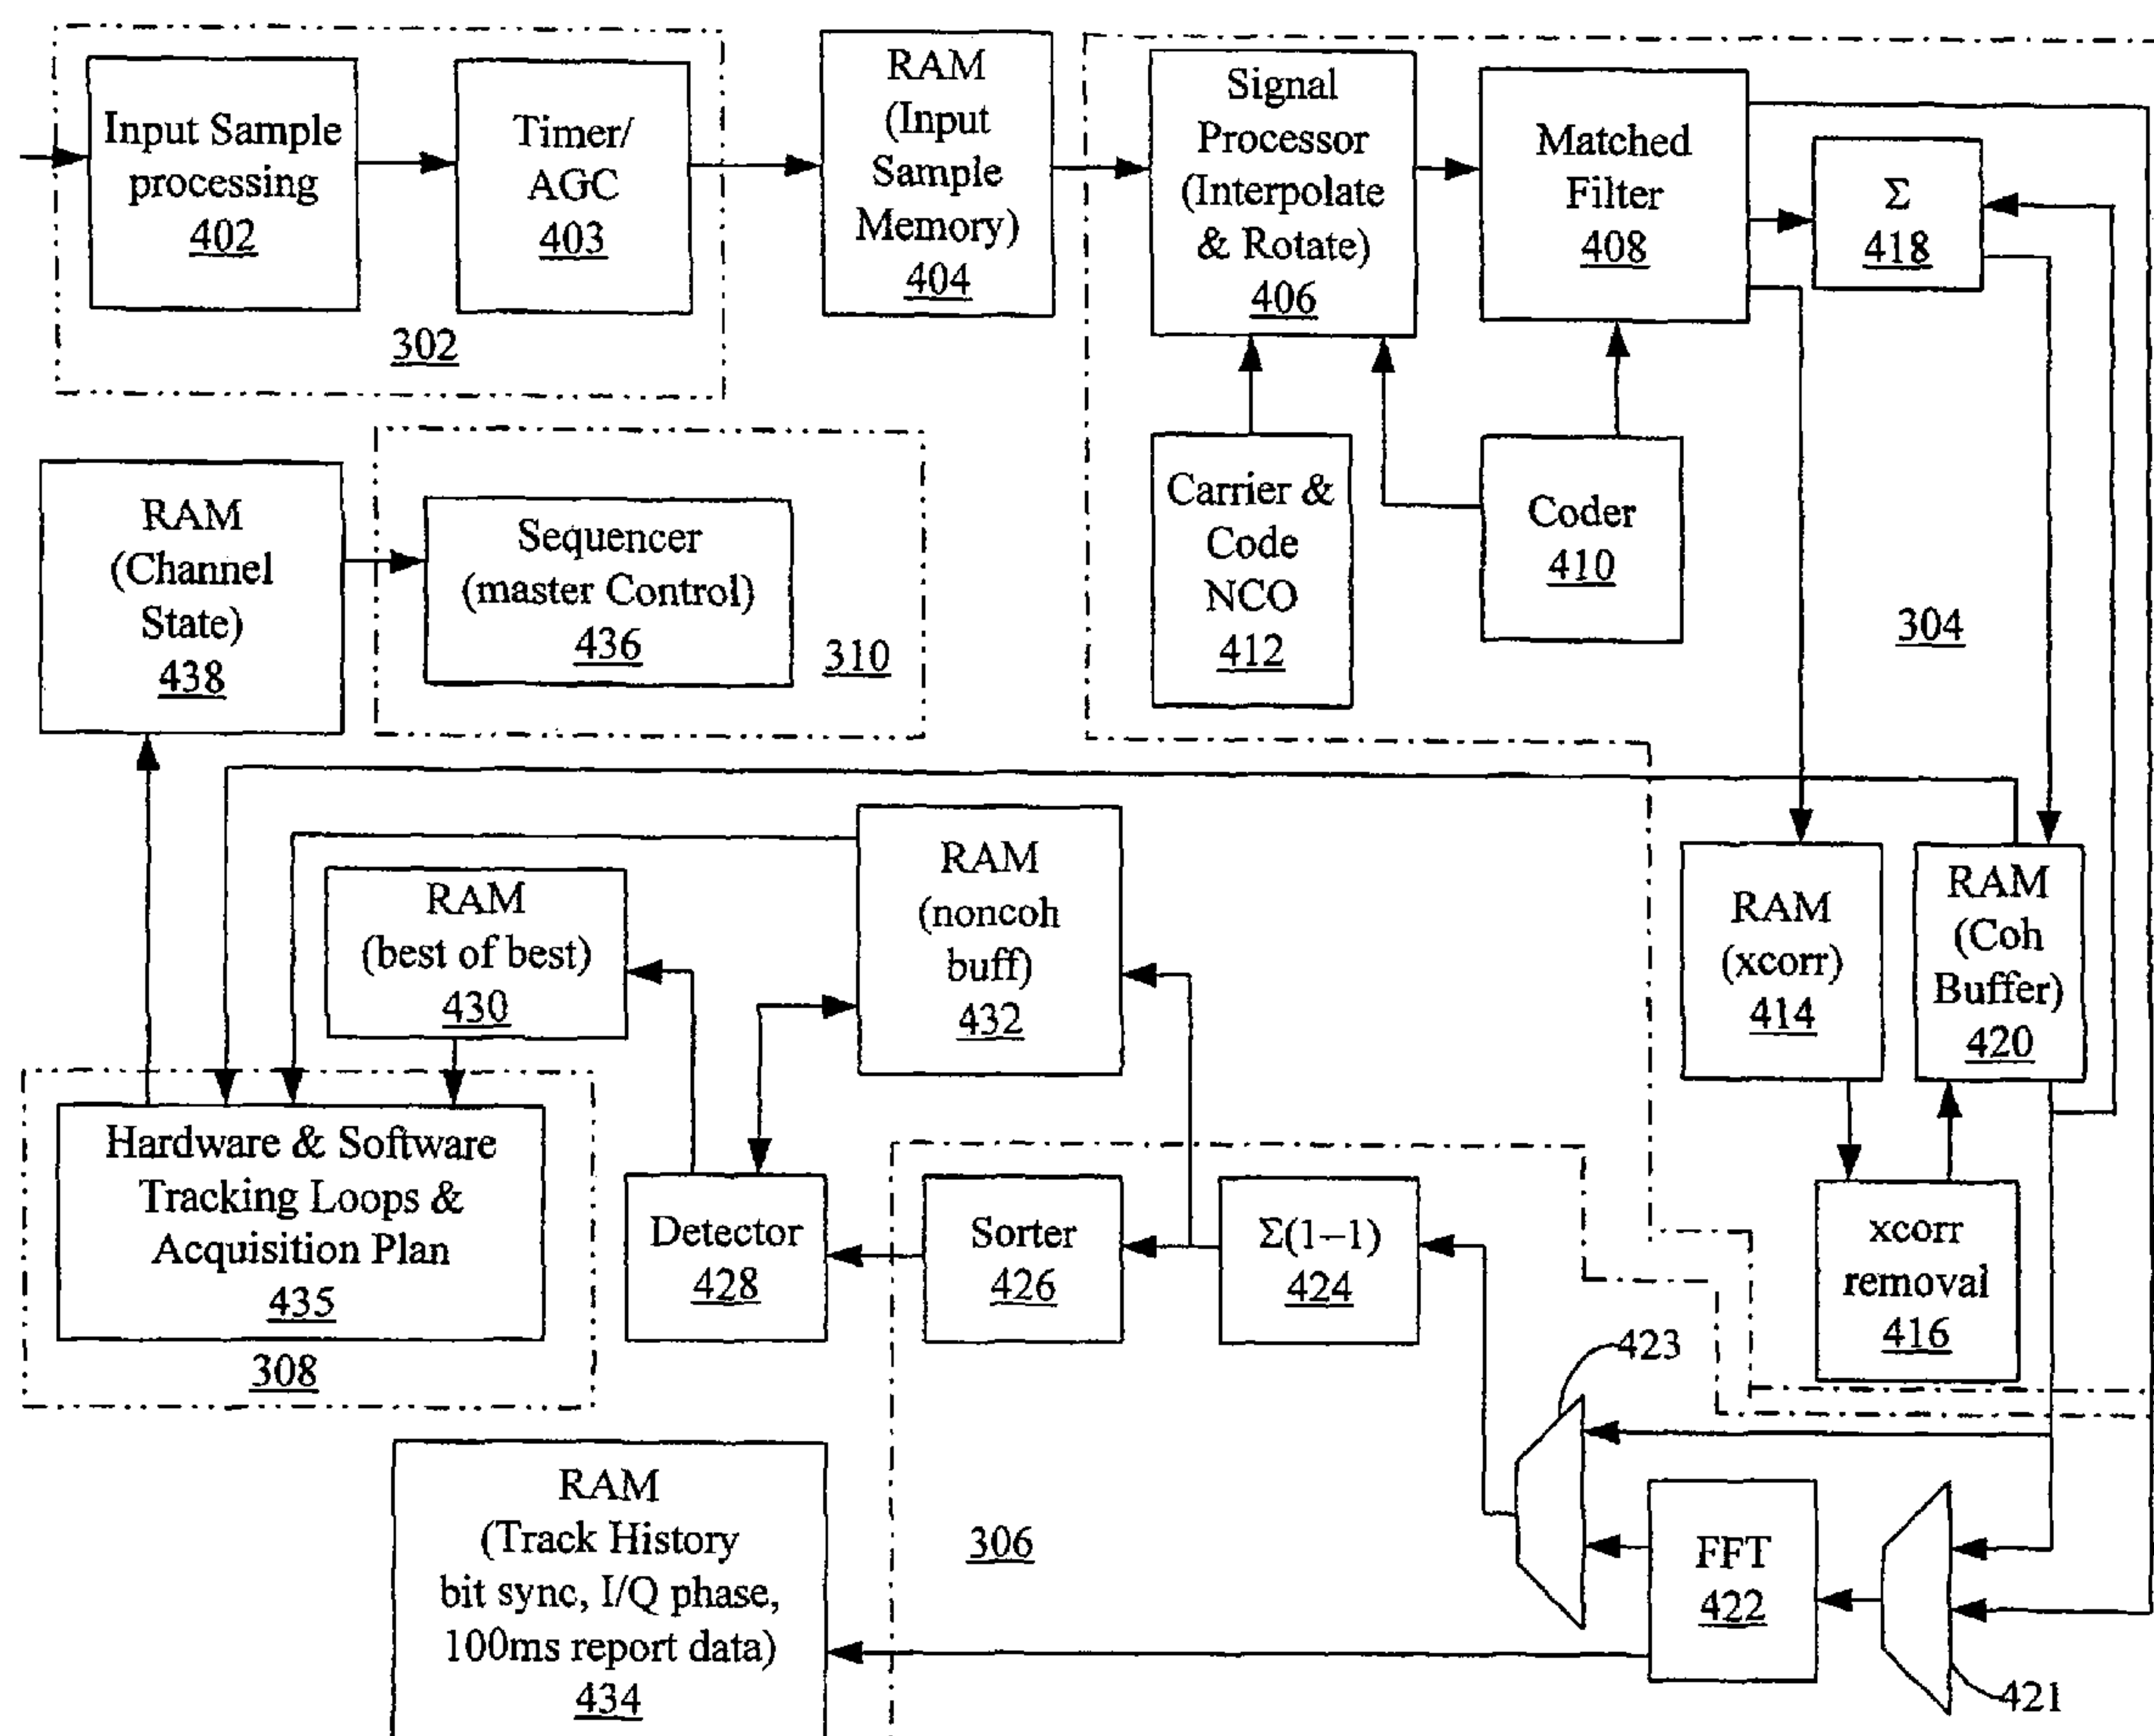 Input Sample
processing
402
Timer/
AGC
403
302
RAM
(Input
Sample
Memory)
404
Signal
Processor
(Interpolate
& Rotate)
406
Matched
Filter
408
Σ
418
Carrier &
Code
NCO
412
Coder
410
304
RAM
(Channel
State)
438
Sequencer
(master Control)
436
310
RAM
(best of best)
430
RAM
(noncoh
buff)
432
RAM
(xcorr)
414
RAM
(Coh
Buffer)
420
Hardware & Software
Tracking Loops &
Acquisition Plan
435
308
Detector
428
Sorter
426
Σ(1–1)
424
xcorr
removal
416
423
RAM
(Track History
bit sync, I/Q phase,
100ms report data)
434
306
FFT
422
421